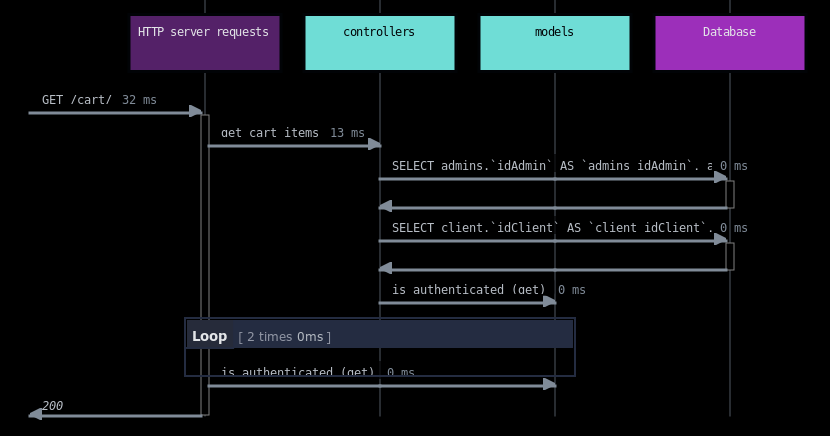 HTTP server requests
controllers
models
Database
GET /cart/ 32 ms
get cart items 13 ms
SELECT admins.`idAdmin` AS `admins idAdmin`. a 0 ms
SELECT client.`idClient` AS `client idClient`. 0 ms
is authenticated (get) 0 ms
Loop [ 2 times 0ms ]
is authenticated (get) 0 ms
200